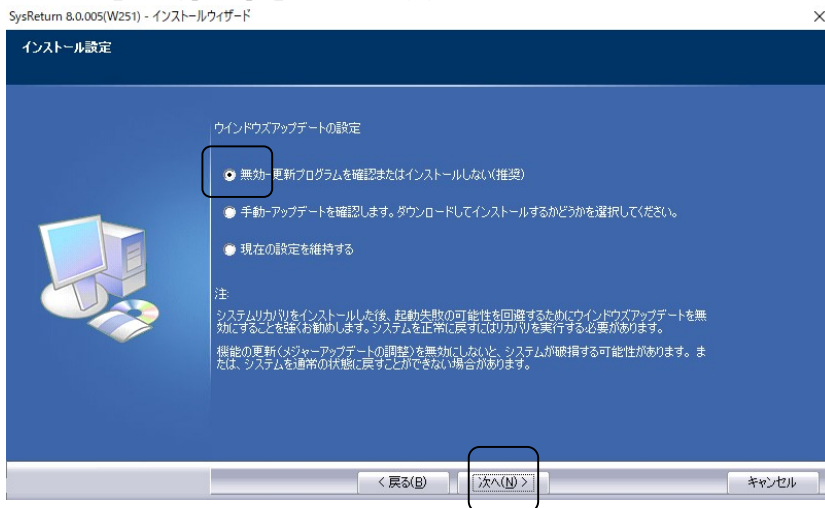 SysReturn 8.0.005(W251) - インストールウィザード
インストール設定
ウインドウズアップデートの設定
無効-更新プログラムを確認またはインストールしない(推奨)
手動-アップデートを確認します。ダウンロードしてインストールするかどうかを選択してください。
現在の設定を維持する
注:
システムリカバリをインストールした後、起動失敗の可能性を回避するためにウインドウズアップデートを無
効にすることを強くお勧めします。システムを正常に戻すにはリカバリを実行する必要があります。
機能の更新(メジャーアップデートの調整)を無効にしないと、システムが破損する可能性があります。ま
たは、システムを通常の状態に戻すことができない場合があります。
< 戻る(B)
次へ(N) >
キャンセル